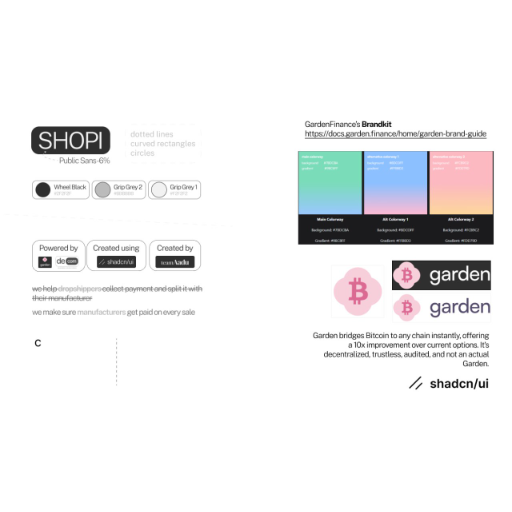 SHOPI
Public Sans -6%
dotted lines
curved rectangles
circles
Wheel Black
Grip Grey 2
Grip Grey 1
Powered by
Created using
Created by
garden
shadcn/ui
we help dropshippers collect payment and split it with
their manufacturer
we make sure manufacturers get paid on every sale
C
GardenFinance's Brandkit
https://docs.garden.finance/home/garden-brand-guide
Main Colorway
Alt Colorway 1
Alt Colorway 2
garden
garden
Garden bridges Bitcoin to any chain instantly, offering
a 10x improvement over current options. It's
decentralized, trustless, audited, and not an actual
Garden.
shadcn/ui